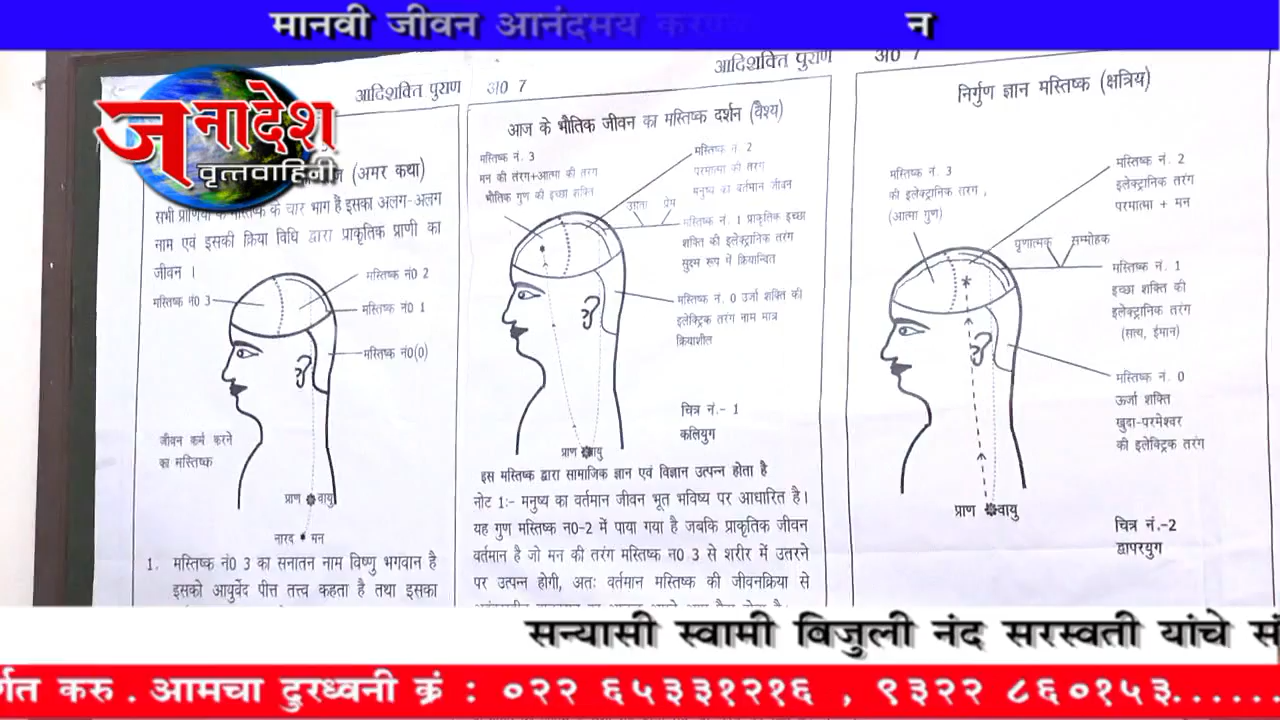 मानवी जीवन आनंदमय
न
जनादेश
वृत्तवाहिनी
आदिशक्ति पुराण
अ0 7
(अमर कथा)
सभी प्राणियों के मस्तिष्क के चार भाग है इसका अलग-अलग
नाम एवं इसकी क्रिया विधि द्वारा प्राकृतिक प्राणी का
जीवन ।
मस्तिष्क न0 2
मस्तिष्क न0 3
मस्तिष्क न0 1
मस्तिष्क न0(0)
जीवन कर्म करने
का मस्तिष्क
प्राण वायु
नारद मन
1. मस्तिष्क नं0 3 का सनातन नाम विष्णु भगवान है
इसको आयुर्वेद पीत्त तत्त्व कहता है तथा इसका
आदिशक्ति पुराण
आज के भौतिक जीवन का मस्तिष्क दर्शन (वैश्य)
मस्तिष्क नं. 3
मन की तरंग+आत्मा की तरंग
भौतिक गुण की इच्छा शक्ति
मस्तिष्क नं. 2
परमात्मा की तरंग
मनुष्य का वर्तमान जीवन
प्रेम
मस्तिष्क नं. 1 प्राकृतिक इच्छा
शक्ति की इलेक्ट्रानिक तरंग
सुक्ष्म रूप में क्रियान्वित
मस्तिष्क नं. 0 उर्जा शक्ति की
इलेक्ट्रिक तरंग नाम मात्र
क्रियाशील
चित्र नं.- 1
कलियुग
प्राण वायु
इस मस्तिष्क द्वारा सामाजिक ज्ञान एवं विज्ञान उत्पन्न होता है
नोट 1:- मनुष्य का वर्तमान जीवन भूत भविष्य पर आधारित है।
यह गुण मस्तिष्क न0-2 में पाया गया है जबकि प्राकृतिक जीवन
वर्तमान है जो मन की तरंग मस्तिष्क न0 3 से शरीर में उतरने
पर उत्पन्न होगी, अतः वर्तमान मस्तिष्क की जीवनक्रिया से
अ0 7
निर्गुण ज्ञान मस्तिष्क (क्षत्रिय)
मस्तिष्क नं. 3
की इलेक्ट्रानिक तरंग,
(आत्मा गुण)
मस्तिष्क नं. 2
इलेक्ट्रानिक तरंग
परमात्मा + मन
घृणात्मक सम्मोहक
मस्तिष्क नं. 1
इच्छा शक्ति की
इलेक्ट्रानिक तरंग
(सत्य, ईमान)
मस्तिष्क नं. 0
ऊर्जा शक्ति
खुदा-परमेश्वर
की इलेक्ट्रिक तरंग
प्राण वायु
चित्र नं.-2
द्वापरयुग
सन्यासी स्वामी विजुली नंद सरस्वती यांचे
र्गत करु . आमचा दुरध्वनी क्रं : ०२२ ६५३३१२१६ , ९३२२ ८६०१५३......